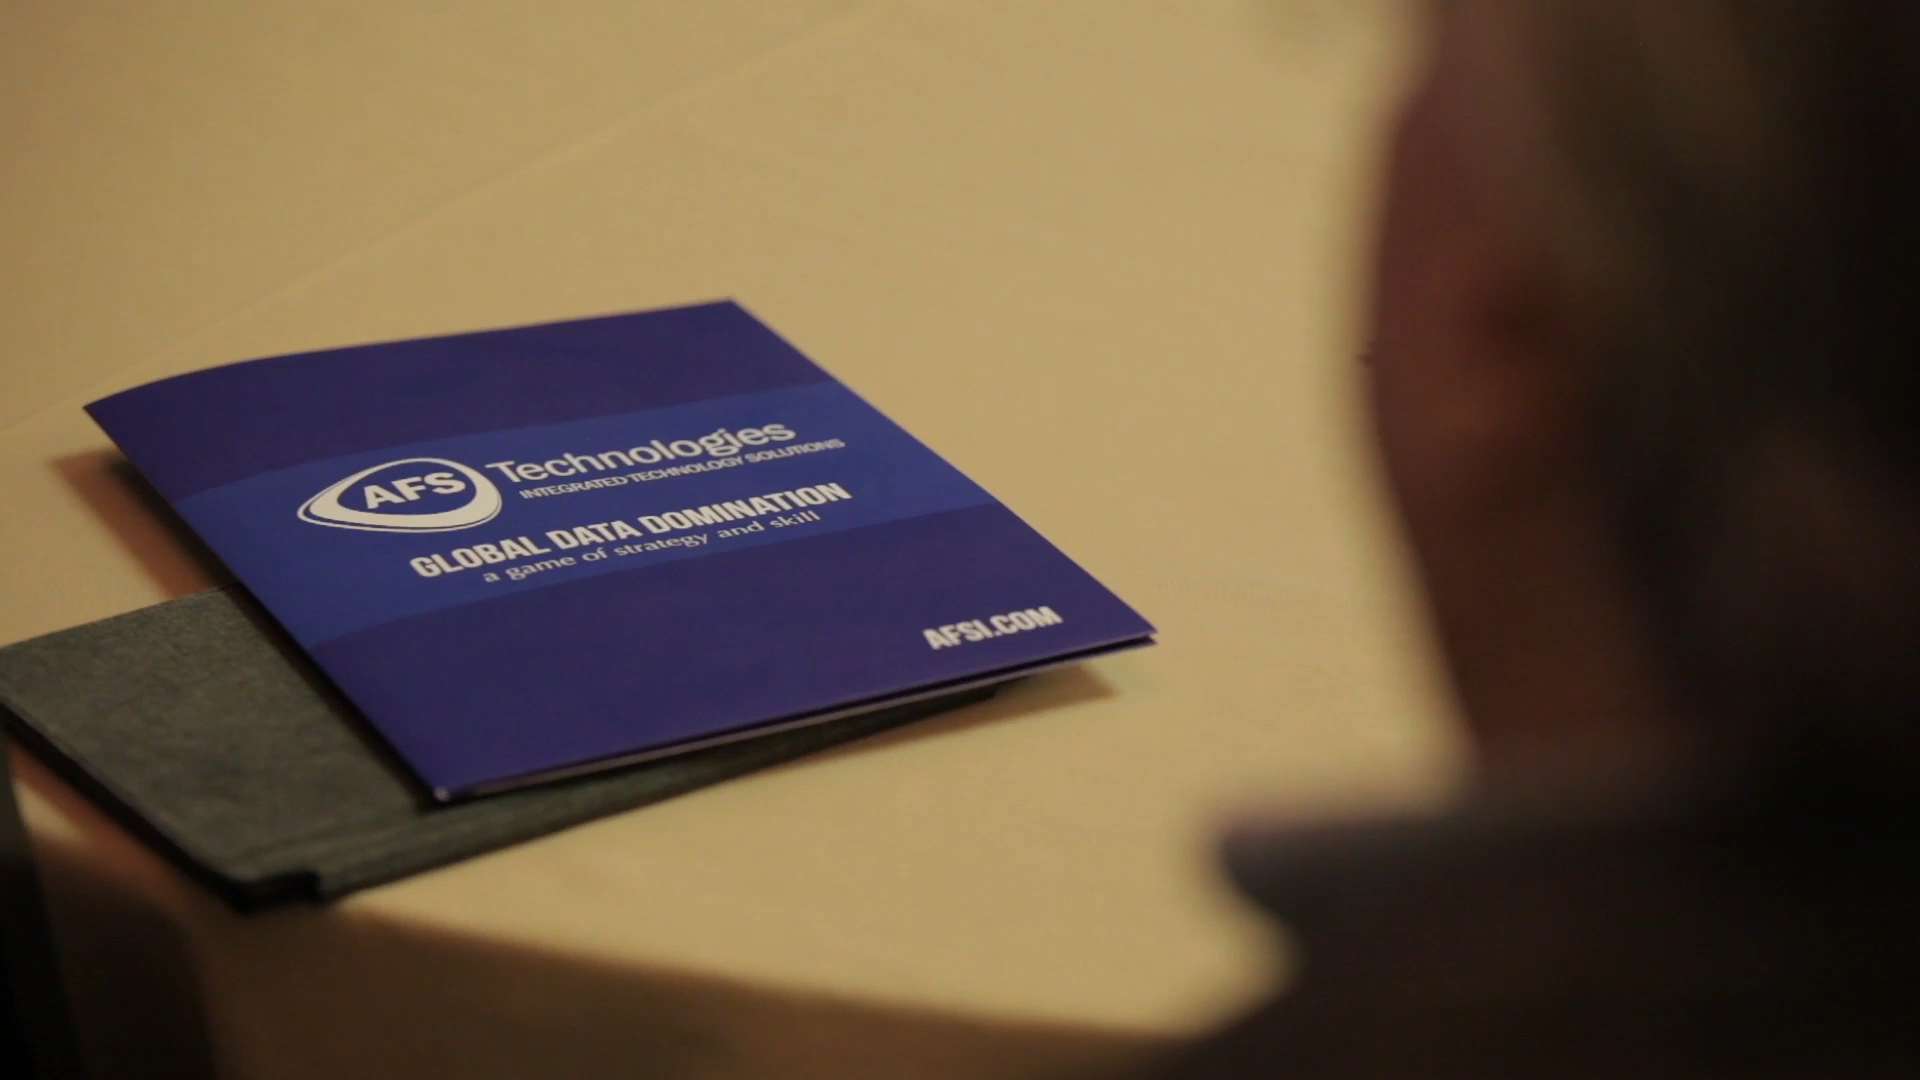 AFS Technologies
INTEGRATED TECHNOLOGY SOLUTIONS
GLOBAL DATA DOMINATION
a game of strategy and skill
AFSI.COM